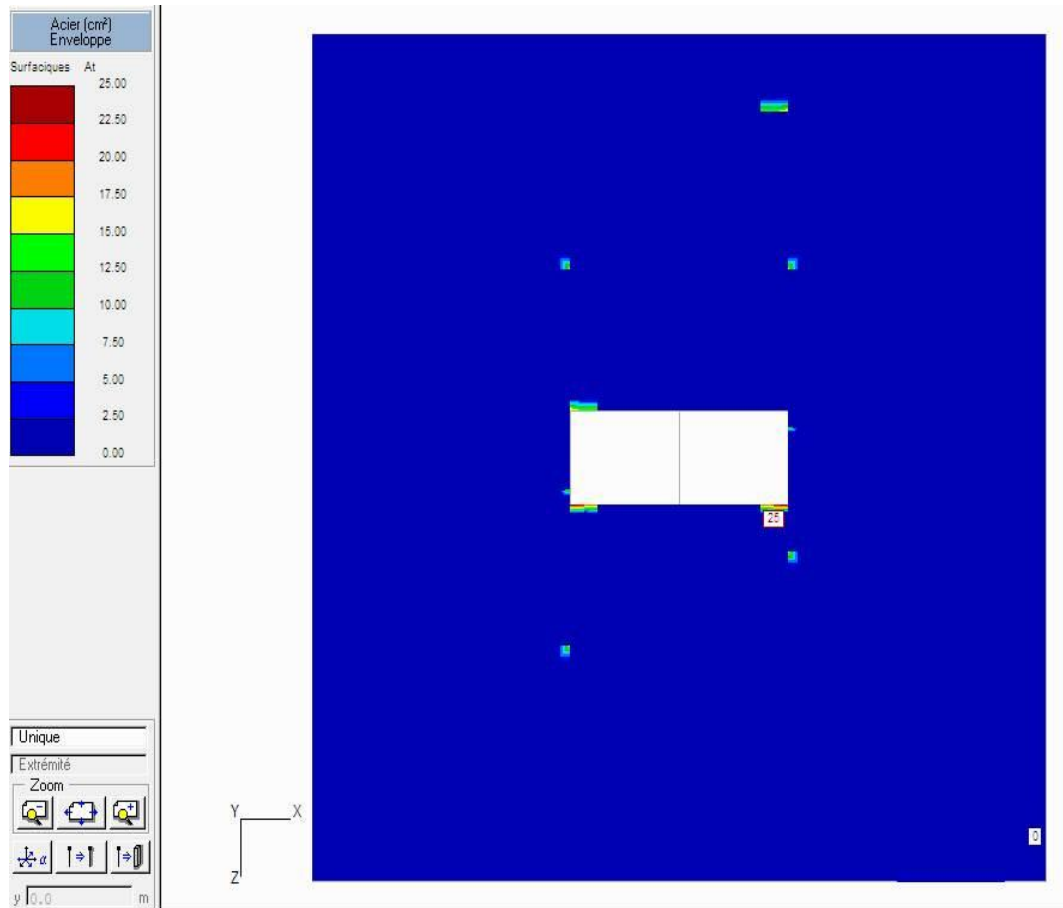 Acier (cm²)
Enveloppe
Surfaciques At
25.00
22.50
20.00
17.50
15.00
12.50
10.00
7.50
5.00
2.50
0.00
25
Unique
Extrémité
Zoom
α
Y X
Z
0
y 0.0 m